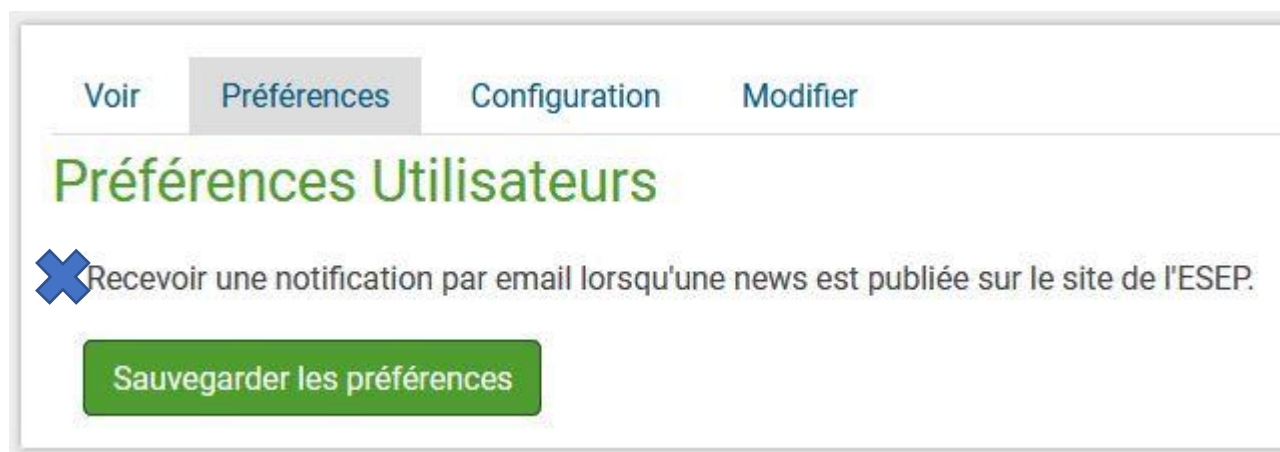 Voir Préférences Configuration Modifier
Préférences Utilisateurs
Recevoir une notification par email lorsqu'une news est publiée sur le site de l'ESEP.
Sauvegarder les préférences